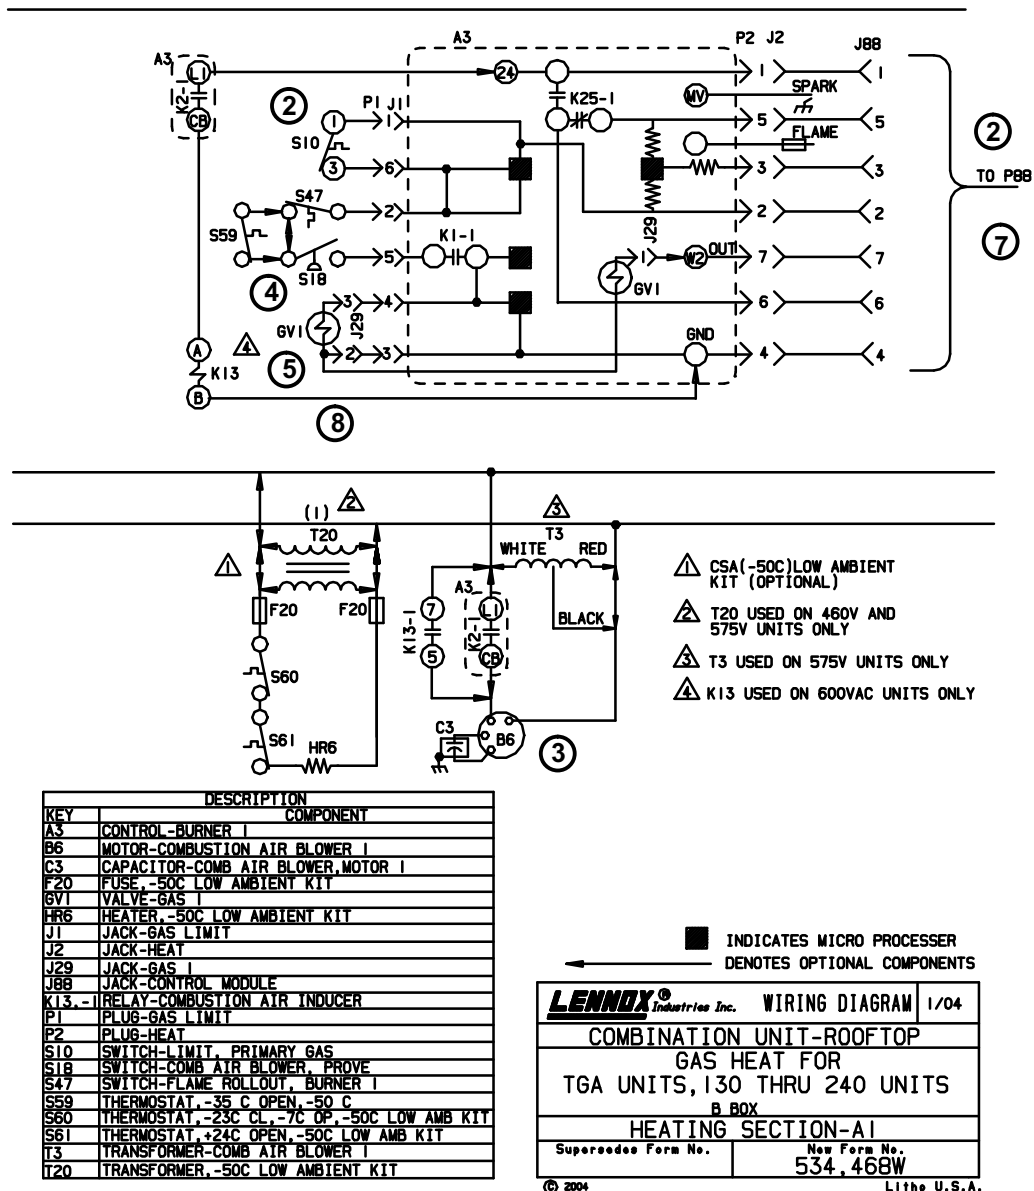 A3
P2 J2
J88
A3
L1
24
1
1
K2-1
K25-1
MV
SPARK
CB
2
1
P1 J1
1
5
5
2
FLAME
S10
3
6
3
3
TO P88
S47
2
2
2
S59
J29
K1-1
5
1
W2 OUT
7
7
7
S18
4
GV1
3
4
6
6
GV1
J29
GND
A
4
5
2
3
4
4
K13
B
8
(1)
2
3
T20
T3
WHITE RED
1
1 CSA(-50C)LOW AMBIENT
KIT (OPTIONAL)
A3
F20
F20
K13-1
7
K2-1
L1
BLACK
2 T20 USED ON 460V AND
575V UNITS ONLY
5
CB
3 T3 USED ON 575V UNITS ONLY
S60
4 K13 USED ON 600VAC UNITS ONLY
S61
HR6
C3
B6
3
DESCRIPTION
KEY COMPONENT
A3 CONTROL-BURNER 1
B6 MOTOR-COMBUSTION AIR BLOWER 1
C3 CAPACITOR-COMB AIR BLOWER,MOTOR 1
F20 FUSE,-50C LOW AMBIENT KIT
GV1 VALVE-GAS 1
HR6 HEATER,-50C LOW AMBIENT KIT
J1 JACK-GAS LIMIT
J2 JACK-HEAT
J29 JACK-GAS 1
J88 JACK-CONTROL MODULE
K13,-1 RELAY-COMBUSTION AIR INDUCER
P1 PLUG-GAS LIMIT
P2 PLUG-HEAT
S10 SWITCH-LIMIT, PRIMARY GAS
S18 SWITCH-COMB AIR BLOWER, PROVE
S47 SWITCH-FLAME ROLLOUT, BURNER 1
S59 THERMOSTAT,-35 C OPEN,-50 C
S60 THERMOSTAT,-23C CL,-7C OP,-50C LOW AMB KIT
S61 THERMOSTAT,+24C OPEN,-50C LOW AMB KIT
T3 TRANSFORMER-COMB AIR BLOWER 1
T20 TRANSFORMER,-50C LOW AMBIENT KIT
INDICATES MICRO PROCESSER
DENOTES OPTIONAL COMPONENTS
LENNOX ® Industries Inc. WIRING DIAGRAM 1/04
COMBINATION UNIT-ROOFTOP
GAS HEAT FOR
TGA UNITS,130 THRU 240 UNITS
B BOX
HEATING SECTION-A1
Supersedes Form No. New Form No.
534,468W
© 2004 Litho U.S.A.